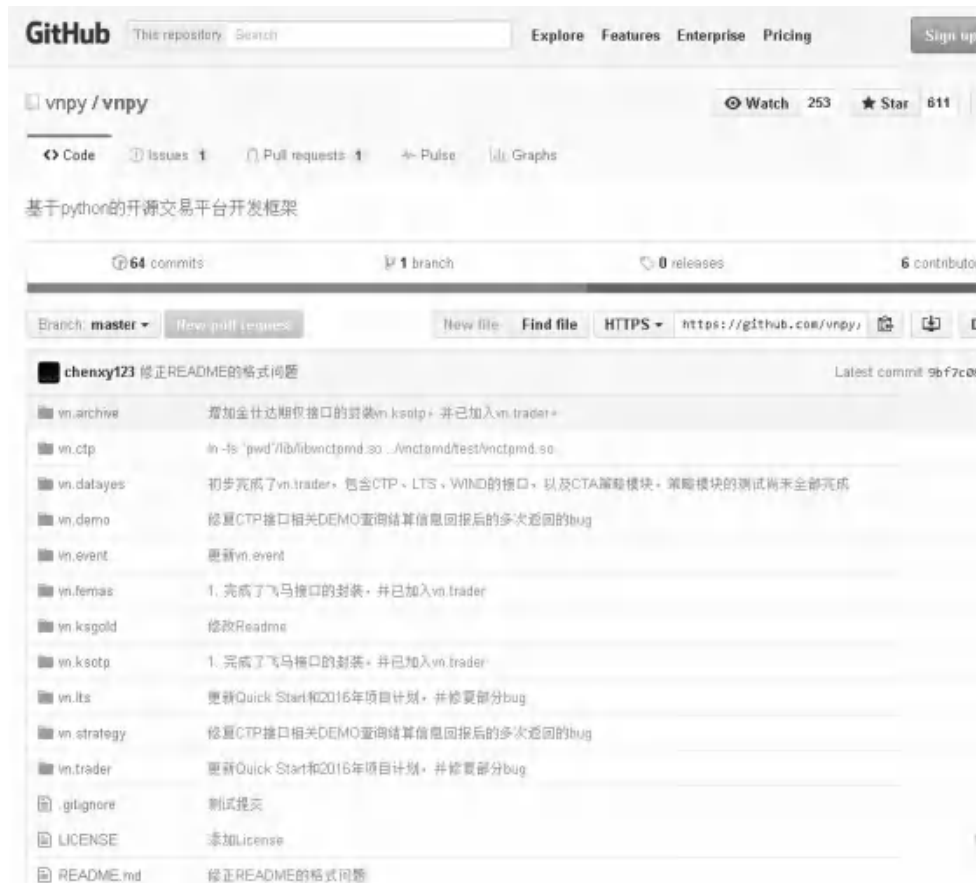 GitHub This repository Search Explore Features Enterprise Pricing Sign up
vnpy / vnpy Watch 253 Star 611
Code Issues 1 Pull requests 1 Pulse Graphs
基于python的开源交易平台开发框架
64 commits 1 branch 0 releases 6 contributo
Branch: master New pull request New file Find file HTTPS https://github.com/vnpy/
chenxy123 修正README的格式问题 Latest commit 9bf7c0
vn.archive 增加金仕达期权接口的封装vn.ksotp，并已加入vn.trader。
vn.ctp ln -fs 'pwd'/lib/libvnctpmd.so ../vnctpmd/test/vnctpmd.so
vn.datayes 初步完成了vn.trader，包含CTP、LTS、WIND的接口，以及CTA策略模块，策略模块的测试尚未全部完成
vn.demo 修复CTP接口相关DEMO查询结算信息回报后的多次返回的bug
vn.event 更新vn.event
vn.femas 1. 完成了飞马接口的封装，并已加入vn.trader
vn.ksgold 修改Readme
vn.ksotp 1. 完成了飞马接口的封装，并已加入vn.trader
vn.lts 更新Quick Start和2016年项目计划，并修复部分bug
vn.strategy 修复CTP接口相关DEMO查询结算信息回报后的多次返回的bug
vn.trader 更新Quick Start和2016年项目计划，并修复部分bug
.gitignore 测试提交
LICENSE 添加License
README.md 修正README的格式问题